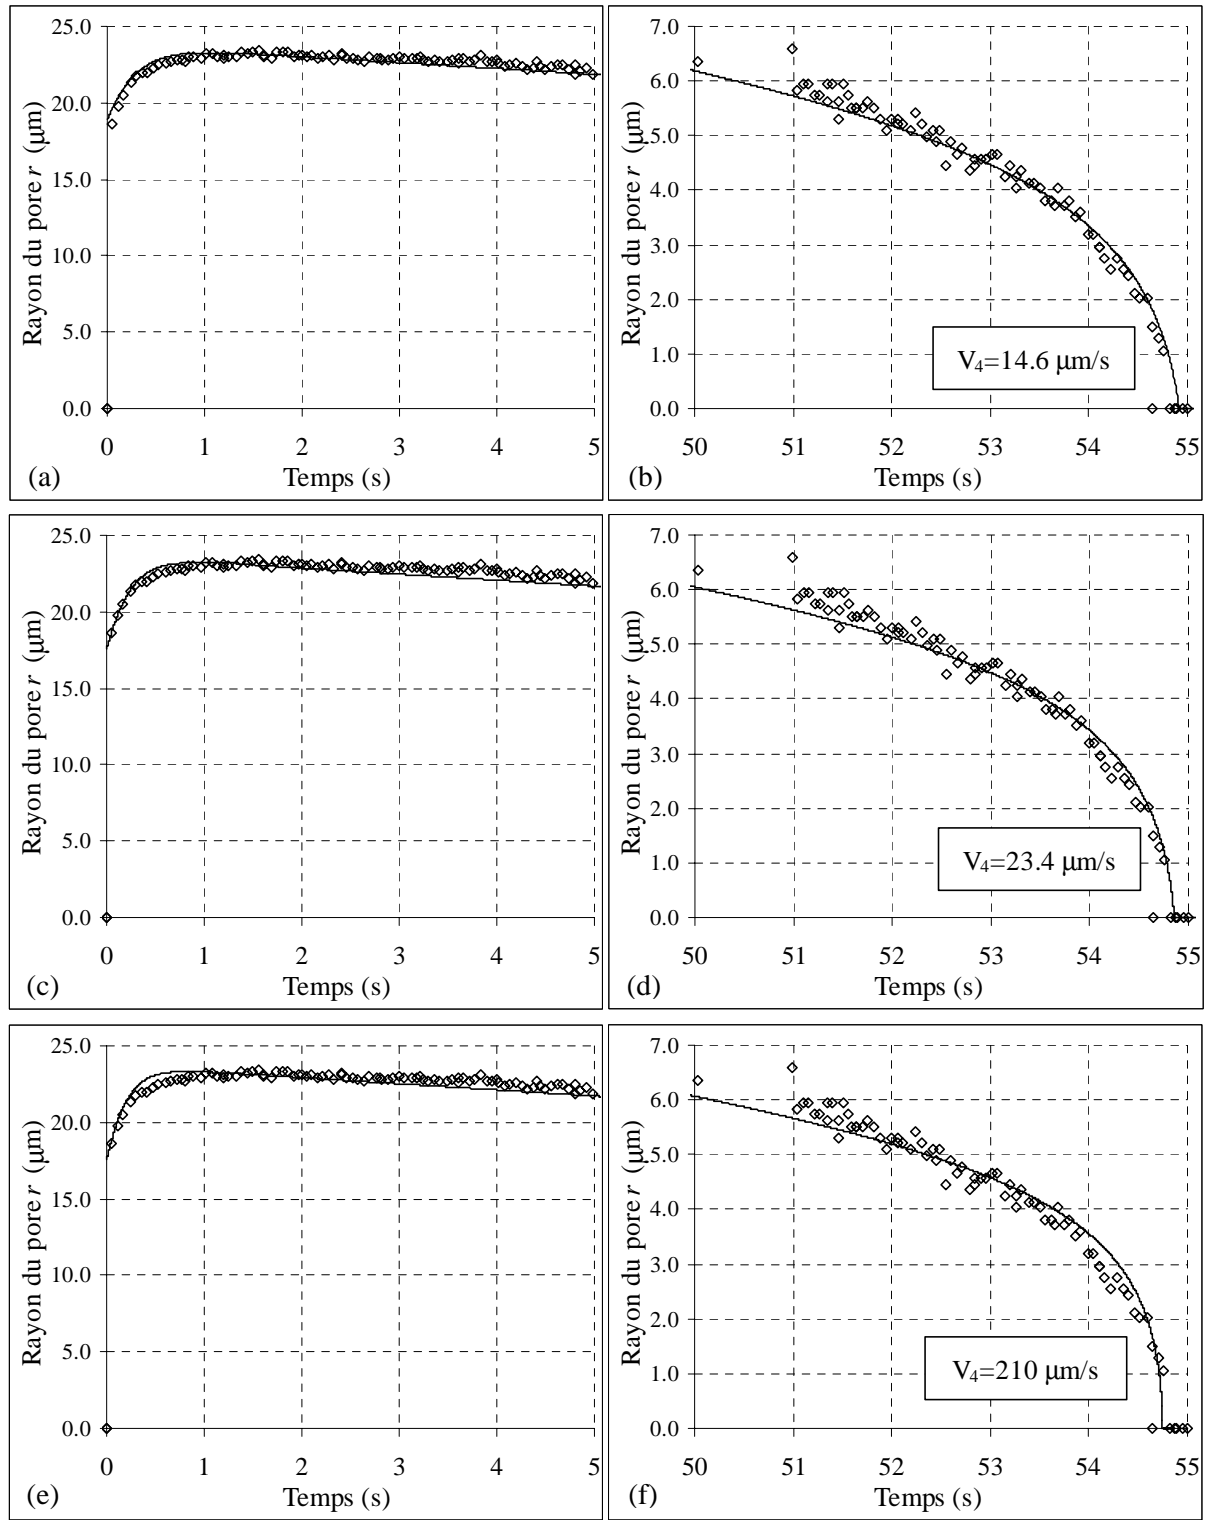 Rayon du pore r (μm)
25.0
20.0
15.0
10.0
5.0
0.0
0 1 2 3 4 5
Temps (s)
(a)
Rayon du pore r (μm)
7.0
6.0
5.0
4.0
3.0
2.0
1.0
0.0
V4=14.6 μm/s
50 51 52 53 54 55
Temps (s)
(b)
Rayon du pore r (μm)
25.0
20.0
15.0
10.0
5.0
0.0
0 1 2 3 4 5
Temps (s)
(c)
Rayon du pore r (μm)
7.0
6.0
5.0
4.0
3.0
2.0
1.0
0.0
V4=23.4 μm/s
50 51 52 53 54 55
Temps (s)
(d)
Rayon du pore r (μm)
25.0
20.0
15.0
10.0
5.0
0.0
0 1 2 3 4 5
Temps (s)
(e)
Rayon du pore r (μm)
7.0
6.0
5.0
4.0
3.0
2.0
1.0
0.0
V4=210 μm/s
50 51 52 53 54 55
Temps (s)
(f)